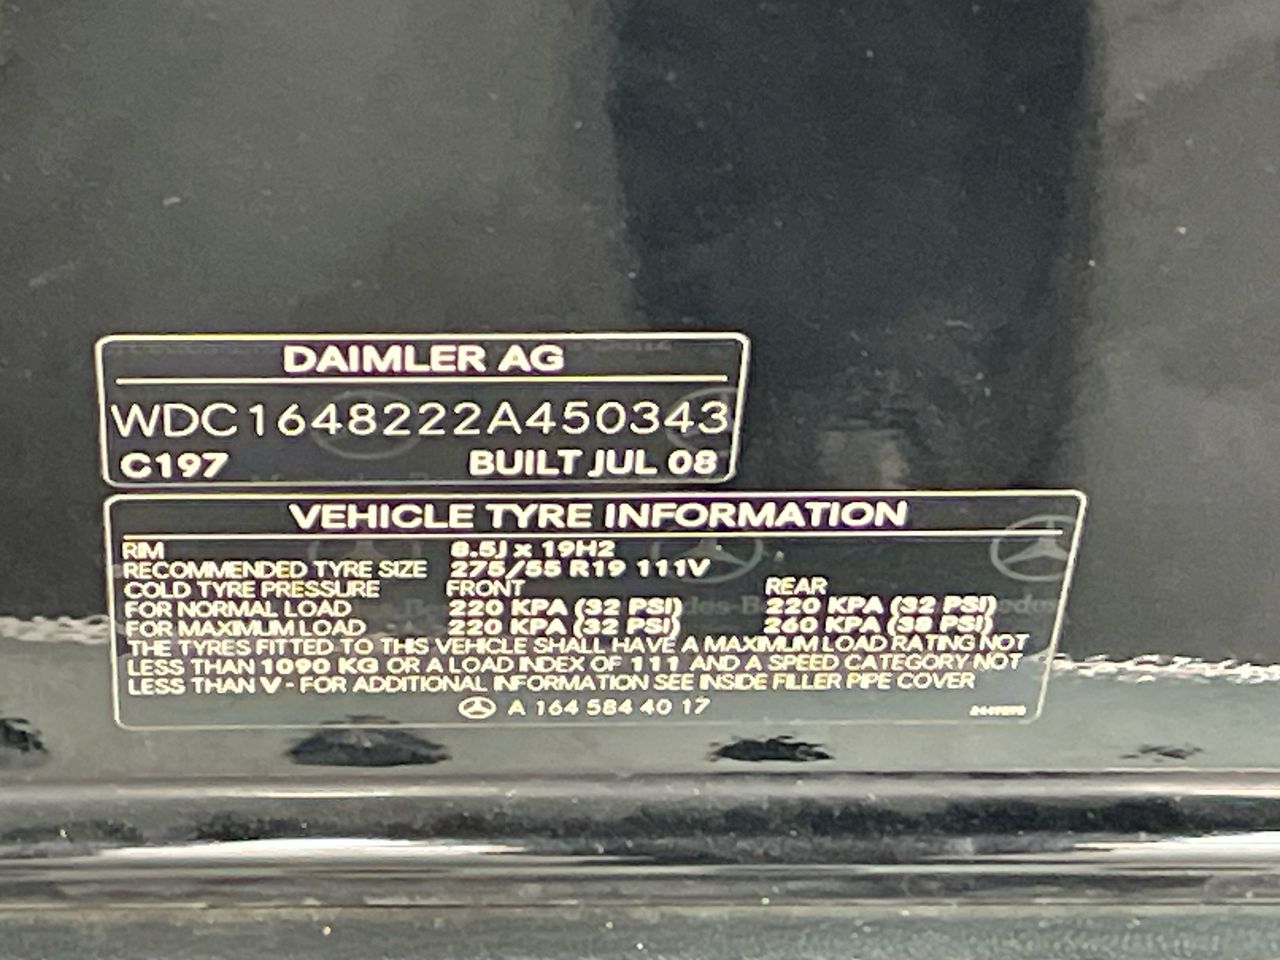 DAIMLER AG
WDC1648222A450343
C197 BUILT JUL 08
VEHICLE TYRE INFORMATION
RIM 8.5J x 19H2
RECOMMENDED TYRE SIZE 275/55 R19 111V
COLD TYRE PRESSURE FRONT REAR
FOR NORMAL LOAD 220 KPA (32 PSI) 220 KPA (32 PSI)
FOR MAXIMUM LOAD 220 KPA (32 PSI) 260 KPA (38 PSI)
THE TYRES FITTED TO THIS VEHICLE SHALL HAVE A MAXIMUM LOAD RATING NOT
LESS THAN 1090 KG OR A LOAD INDEX OF 111 AND A SPEED CATEGORY NOT
LESS THAN V - FOR ADDITIONAL INFORMATION SEE INSIDE FILLER PIPE COVER
A 164 584 40 17